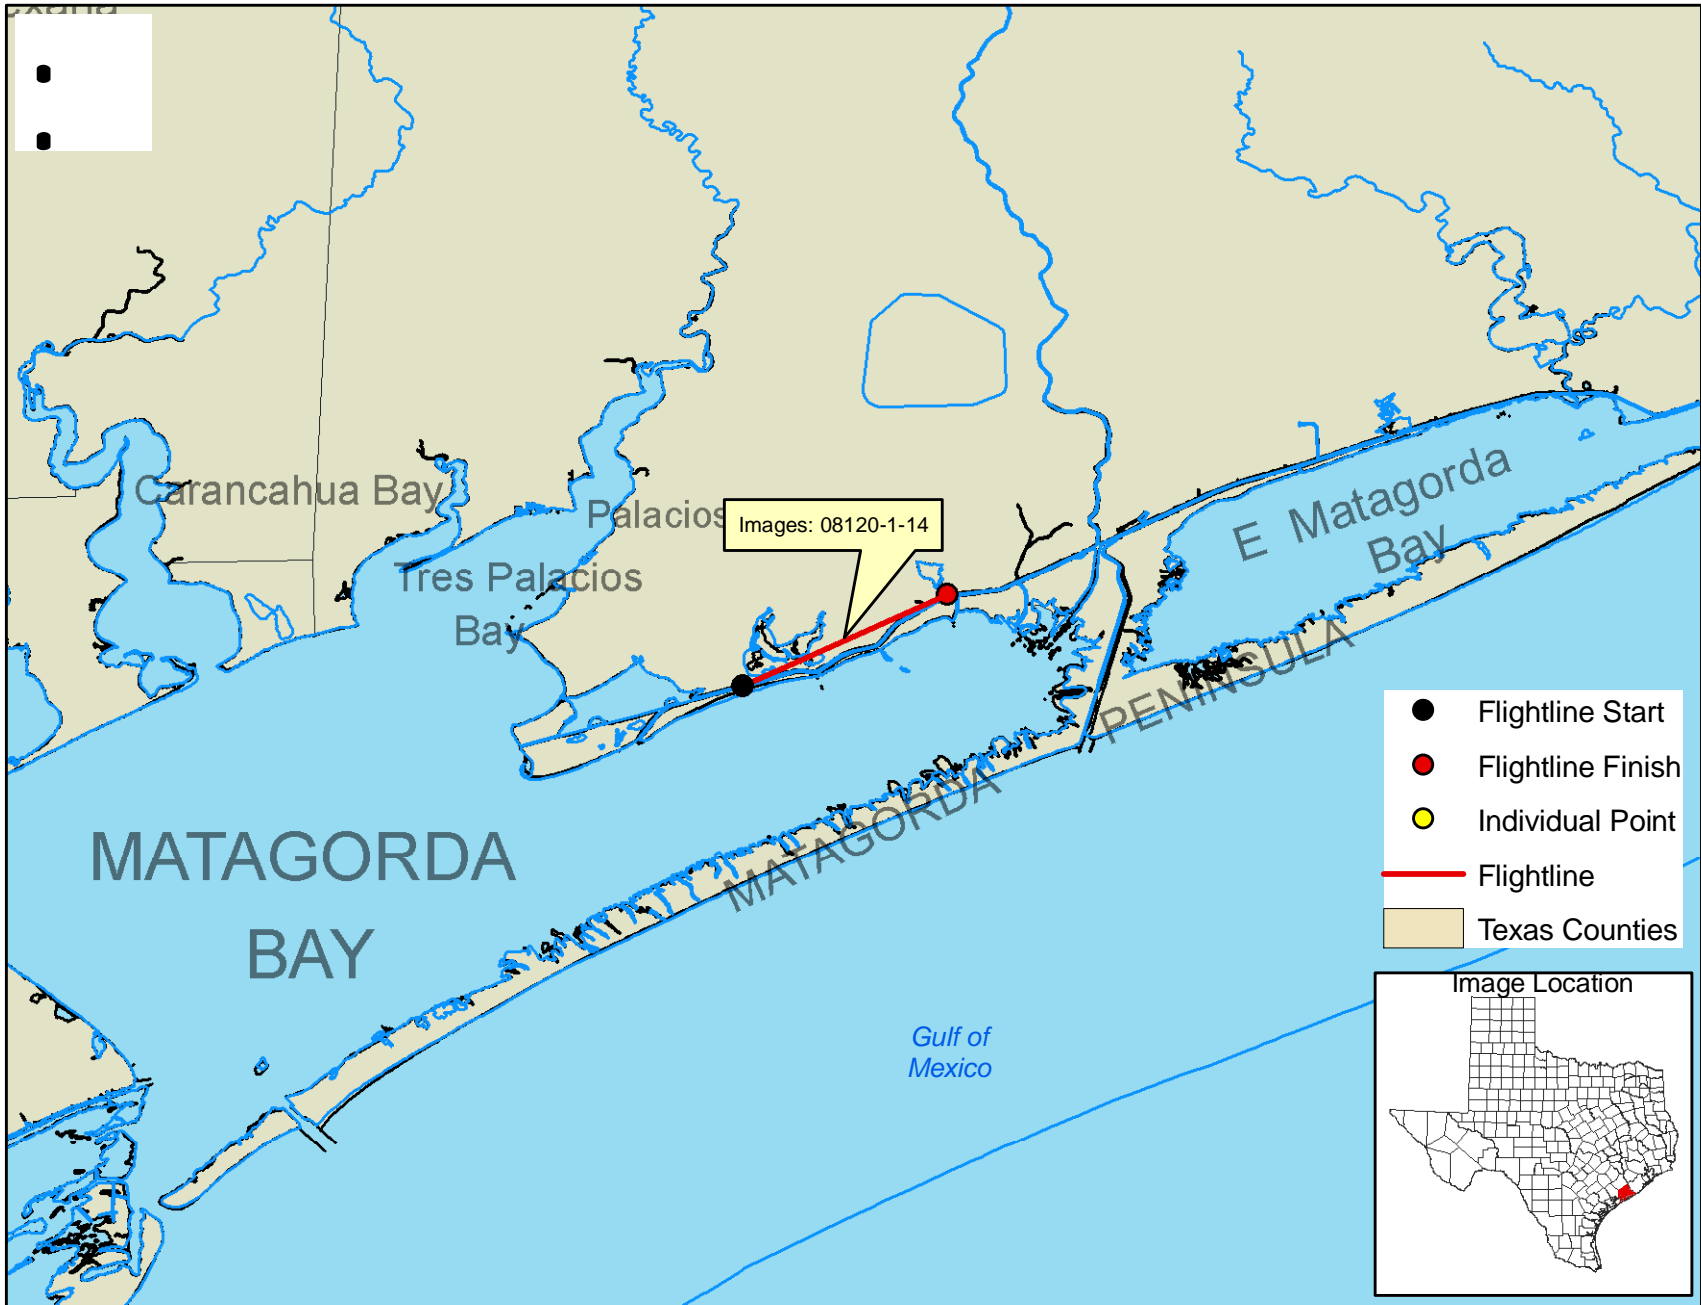 Carancahua Bay
Palacios
Images: 08120-1-14
E Matagorda
Bay
Tres Palacios
Bay
MATAGORDA PENINSULA
MATAGORDA
BAY
Gulf of
Mexico
Flightline Start
Flightline Finish
Individual Point
Flightline
Texas Counties
Image Location